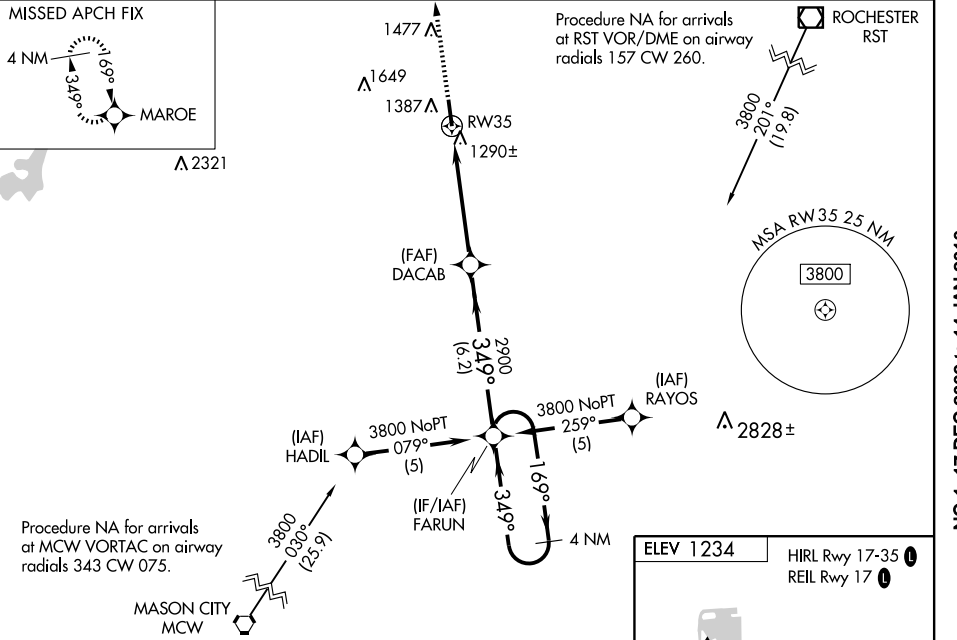 MISSED APCH FIX
4 NM
349°
169°
MAROE
2321
1477
1649
1387
RW35
1290±
Procedure NA for arrivals
at RST VOR/DME on airway
radials 157 CW 260.
ROCHESTER
RST
3800
201°
(19.8)
MSA RW35 25 NM
3800
(FAF)
DACAB
2900
349°
(6.2)
(IAF)
RAYOS
3800 NoPT
259°
(5)
2828±
(IAF)
HADIL
3800 NoPT
079°
(5)
(IF/IAF)
FARUN
349°
169°
4 NM
Procedure NA for arrivals
at MCW VORTAC on airway
radials 343 CW 075.
3800
030°
(25.9)
MASON CITY
MCW
ELEV 1234
HIRL Rwy 17-35 L
REIL Rwy 17 L